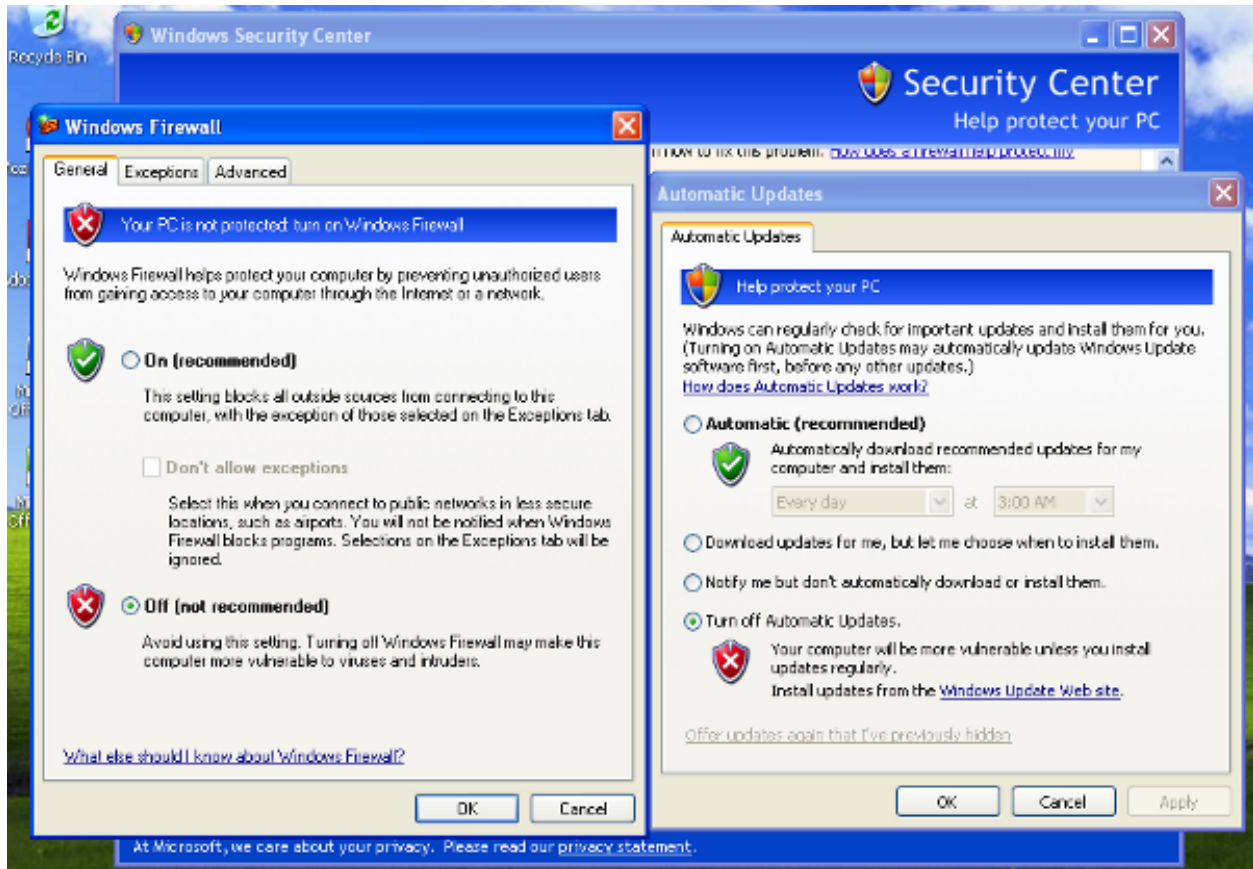 Recycle Bin
Windows Security Center
Security Center
Help protect your PC
how to fix this problem. How does a firewall help protect my
Windows Firewall
General
Exceptions
Advanced
Your PC is not protected: turn on Windows Firewall
Windows Firewall helps protect your computer by preventing unauthorized users
from gaining access to your computer through the Internet or a network.
On (recommended)
This setting blocks all outside sources from connecting to this
computer, with the exception of those selected on the Exceptions tab.
Don't allow exceptions
Select this when you connect to public networks in less secure
locations, such as airports. You will not be notified when Windows
Firewall blocks programs. Selections on the Exceptions tab will be
ignored.
Off (not recommended)
Avoid using this setting. Turning off Windows Firewall may make this
computer more vulnerable to viruses and intruders.
What else should I know about Windows Firewall?
OK
Cancel
Automatic Updates
Automatic Updates
Help protect your PC
Windows can regularly check for important updates and install them for you.
(Turning on Automatic Updates may automatically update Windows Update
software first, before any other updates.)
How does Automatic Updates work?
Automatic (recommended)
Automatically download recommended updates for my
computer and install them:
Every day at 3:00 AM
Download updates for me, but let me choose when to install them.
Notify me but don't automatically download or install them.
Turn off Automatic Updates.
Your computer will be more vulnerable unless you install
updates regularly.
Install updates from the Windows Update Web site.
Offer updates again that I've previously hidden
OK
Cancel
Apply
At Microsoft, we care about your privacy. Please read our privacy statement.